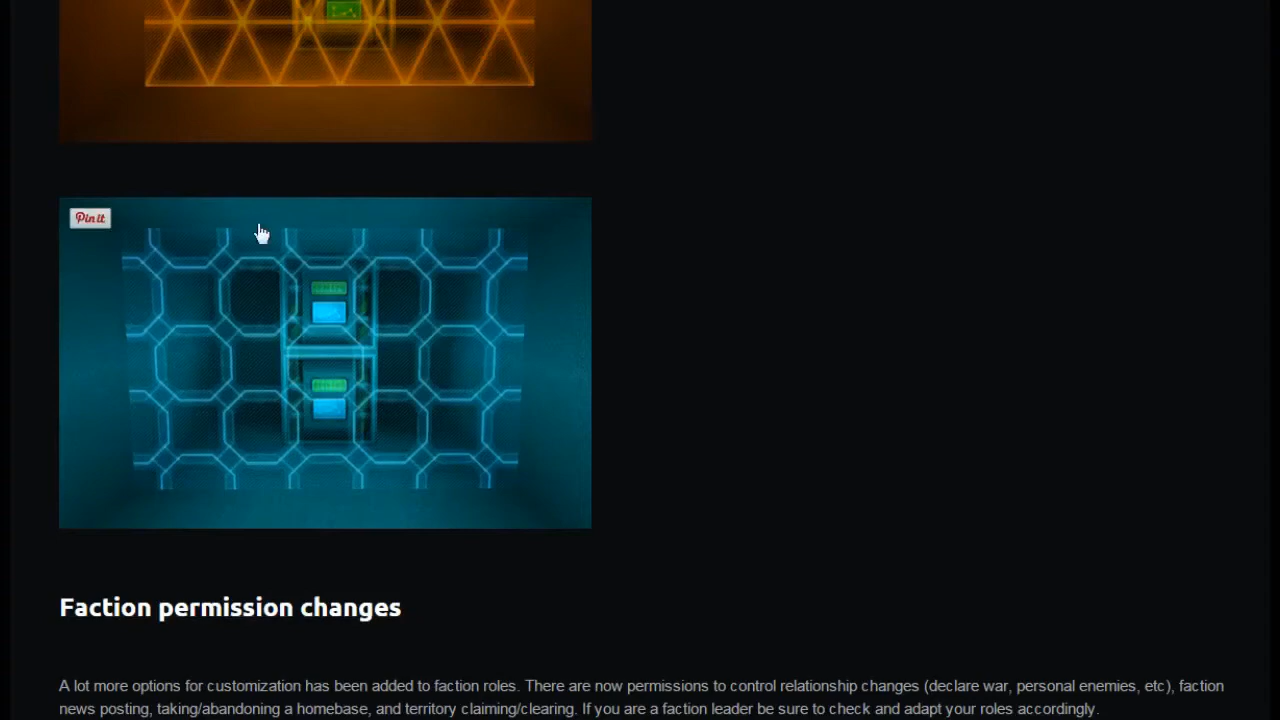 Pin it
Faction permission changes
A lot more options for customization has been added to faction roles. There are now permissions to control relationship changes (declare war, personal enemies, etc), faction
news posting, taking/abandoning a homebase, and territory claiming/clearing. If you are a faction leader be sure to check and adapt your roles accordingly.